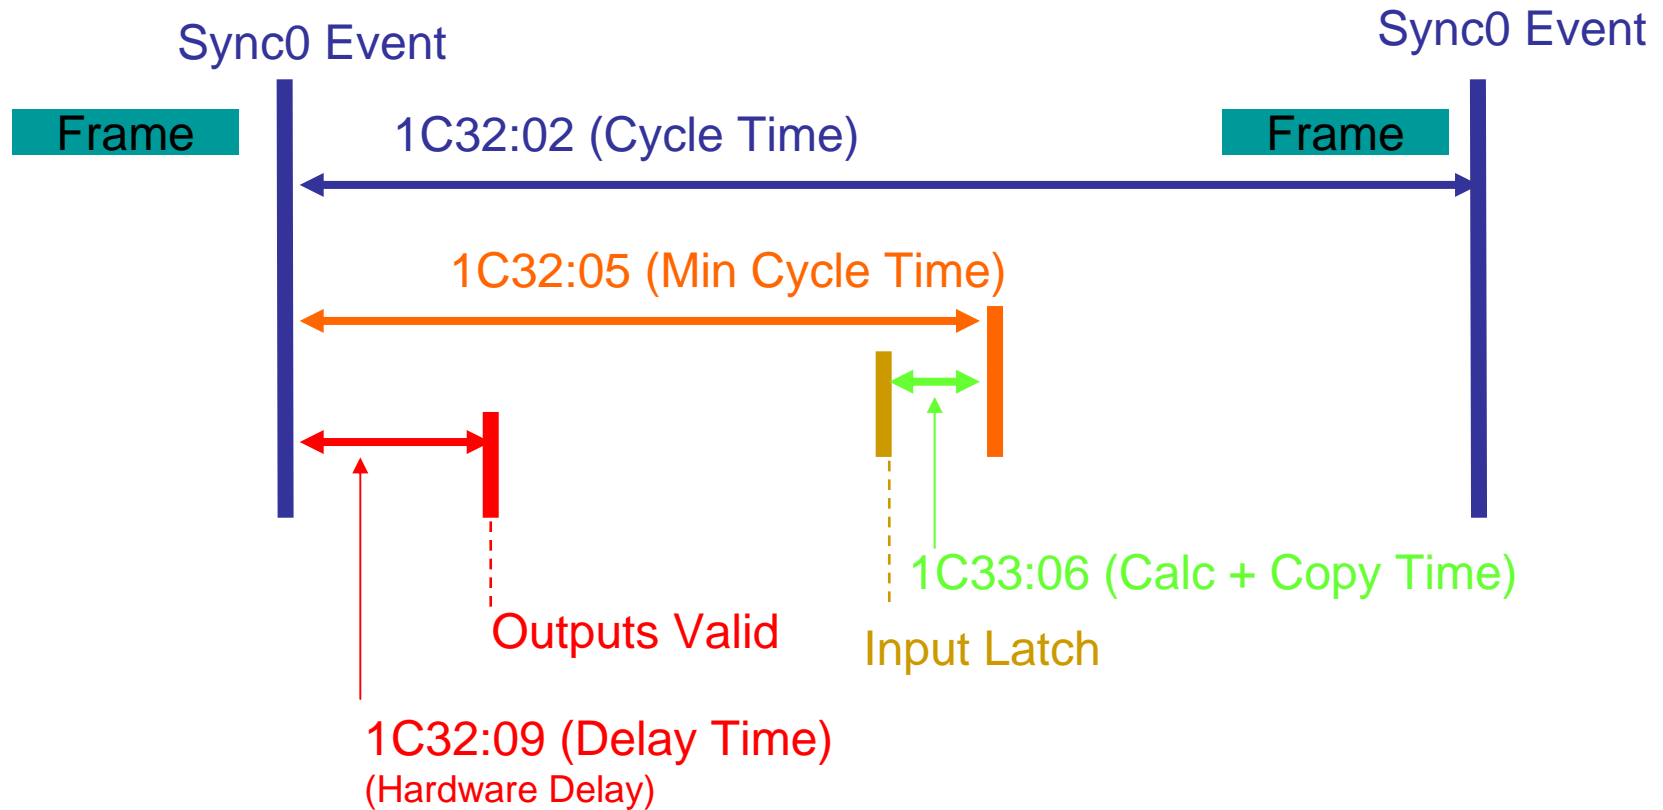 Sync0 Event
Sync0 Event
Frame
1C32:02 (Cycle Time)
Frame
1C32:05 (Min Cycle Time)
1C33:06 (Calc + Copy Time)
Outputs Valid
Input Latch
1C32:09 (Delay Time)
(Hardware Delay)